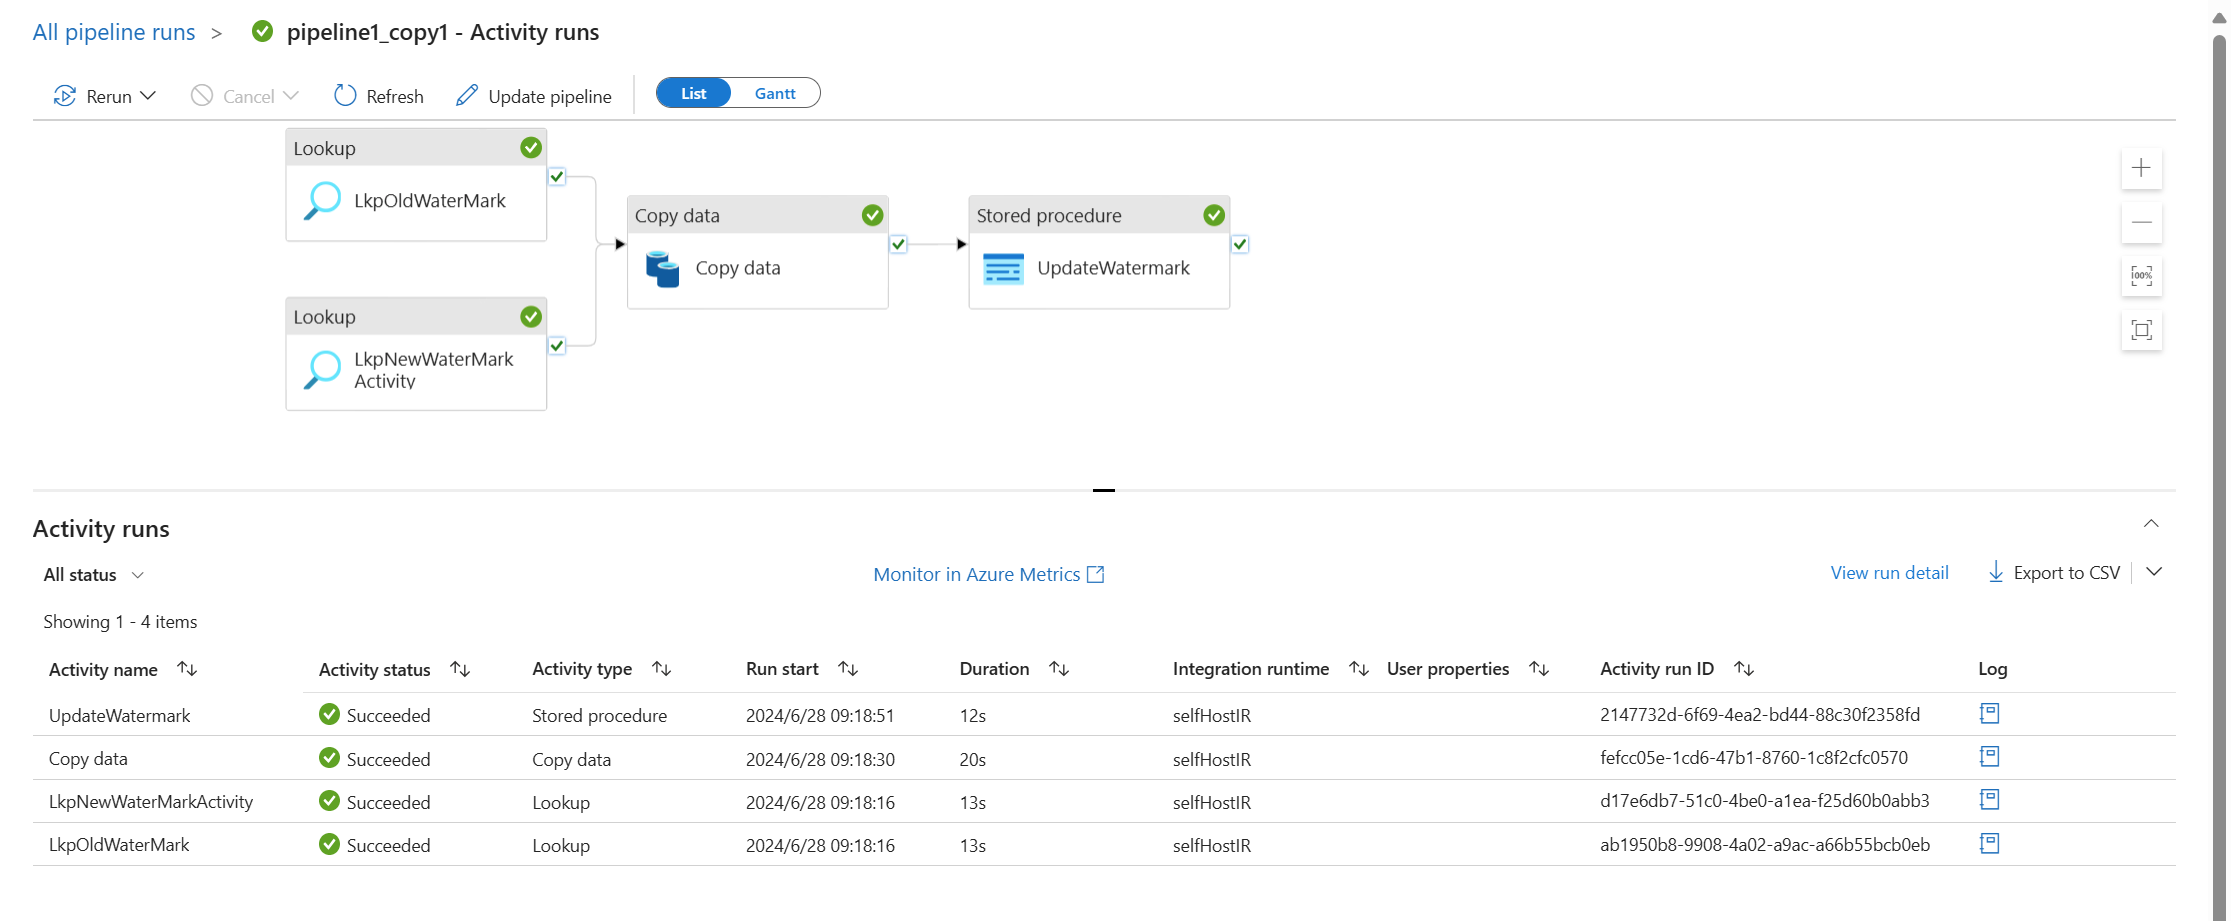 All pipeline runs > pipeline1_copy1 - Activity runs
Rerun Cancel Refresh Update pipeline List Gantt
Lookup
LkpOldWaterMark
Copy data
Copy data
Stored procedure
UpdateWatermark
Lookup
LkpNewWaterMark
Activity
100%
Activity runs
All status Monitor in Azure Metrics View run detail Export to CSV
Showing 1 - 4 items
Activity name Activity status Activity type Run start Duration Integration runtime User properties Activity run ID Log
UpdateWatermark Succeeded Stored procedure 2024/6/28 09:18:51 12s selfHostIR 2147732d-6f69-4ea2-bd44-88c30f2358fd
Copy data Succeeded Copy data 2024/6/28 09:18:30 20s selfHostIR fefcc05e-1cd6-47b1-8760-1c8f2cfc0570
LkpNewWaterMarkActivity Succeeded Lookup 2024/6/28 09:18:16 13s selfHostIR d17e6db7-51c0-4be0-a1ea-f25d60b0abb3
LkpOldWaterMark Succeeded Lookup 2024/6/28 09:18:16 13s selfHostIR ab1950b8-9908-4a02-a9ac-a66b55bcb0eb